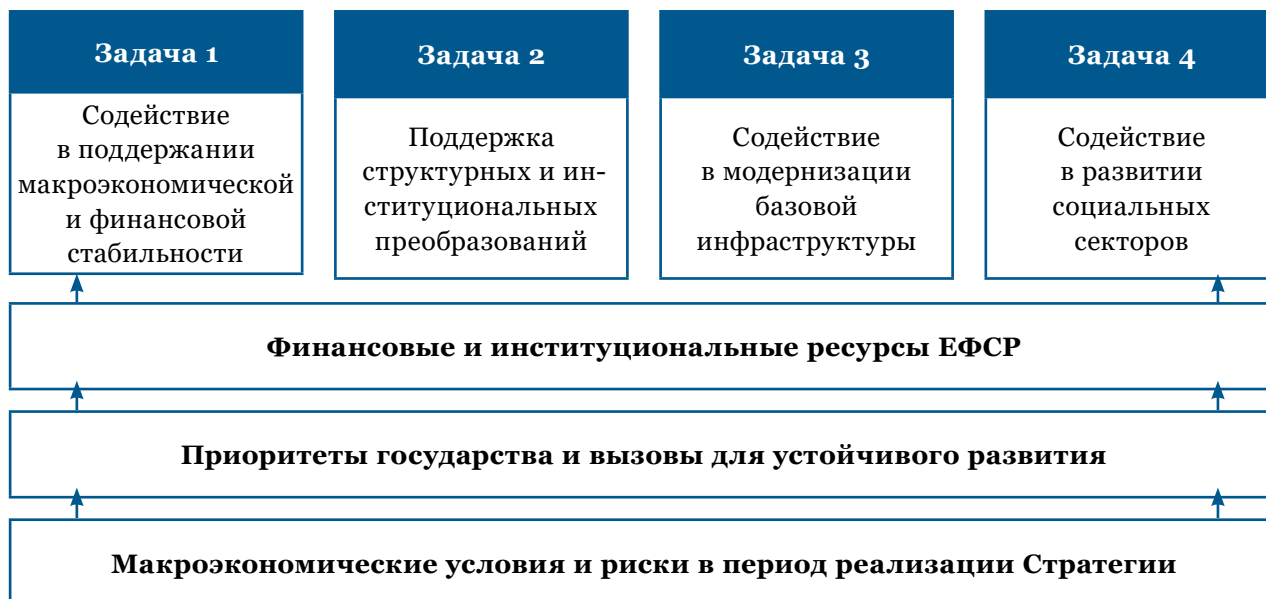 Задача 1
Содействие
в поддержании
макроэкономической
и финансовой
стабильности
Задача 2
Поддержка
структурных и ин-
ституциональных
преобразований
Задача 3
Содействие
в модернизации
базовой
инфраструктуры
Задача 4
Содействие
в развитии
социальных
секторов
Финансовые и институциональные ресурсы ЕФСР
Приоритеты государства и вызовы для устойчивого развития
Макроэкономические условия и риски в период реализации Стратегии